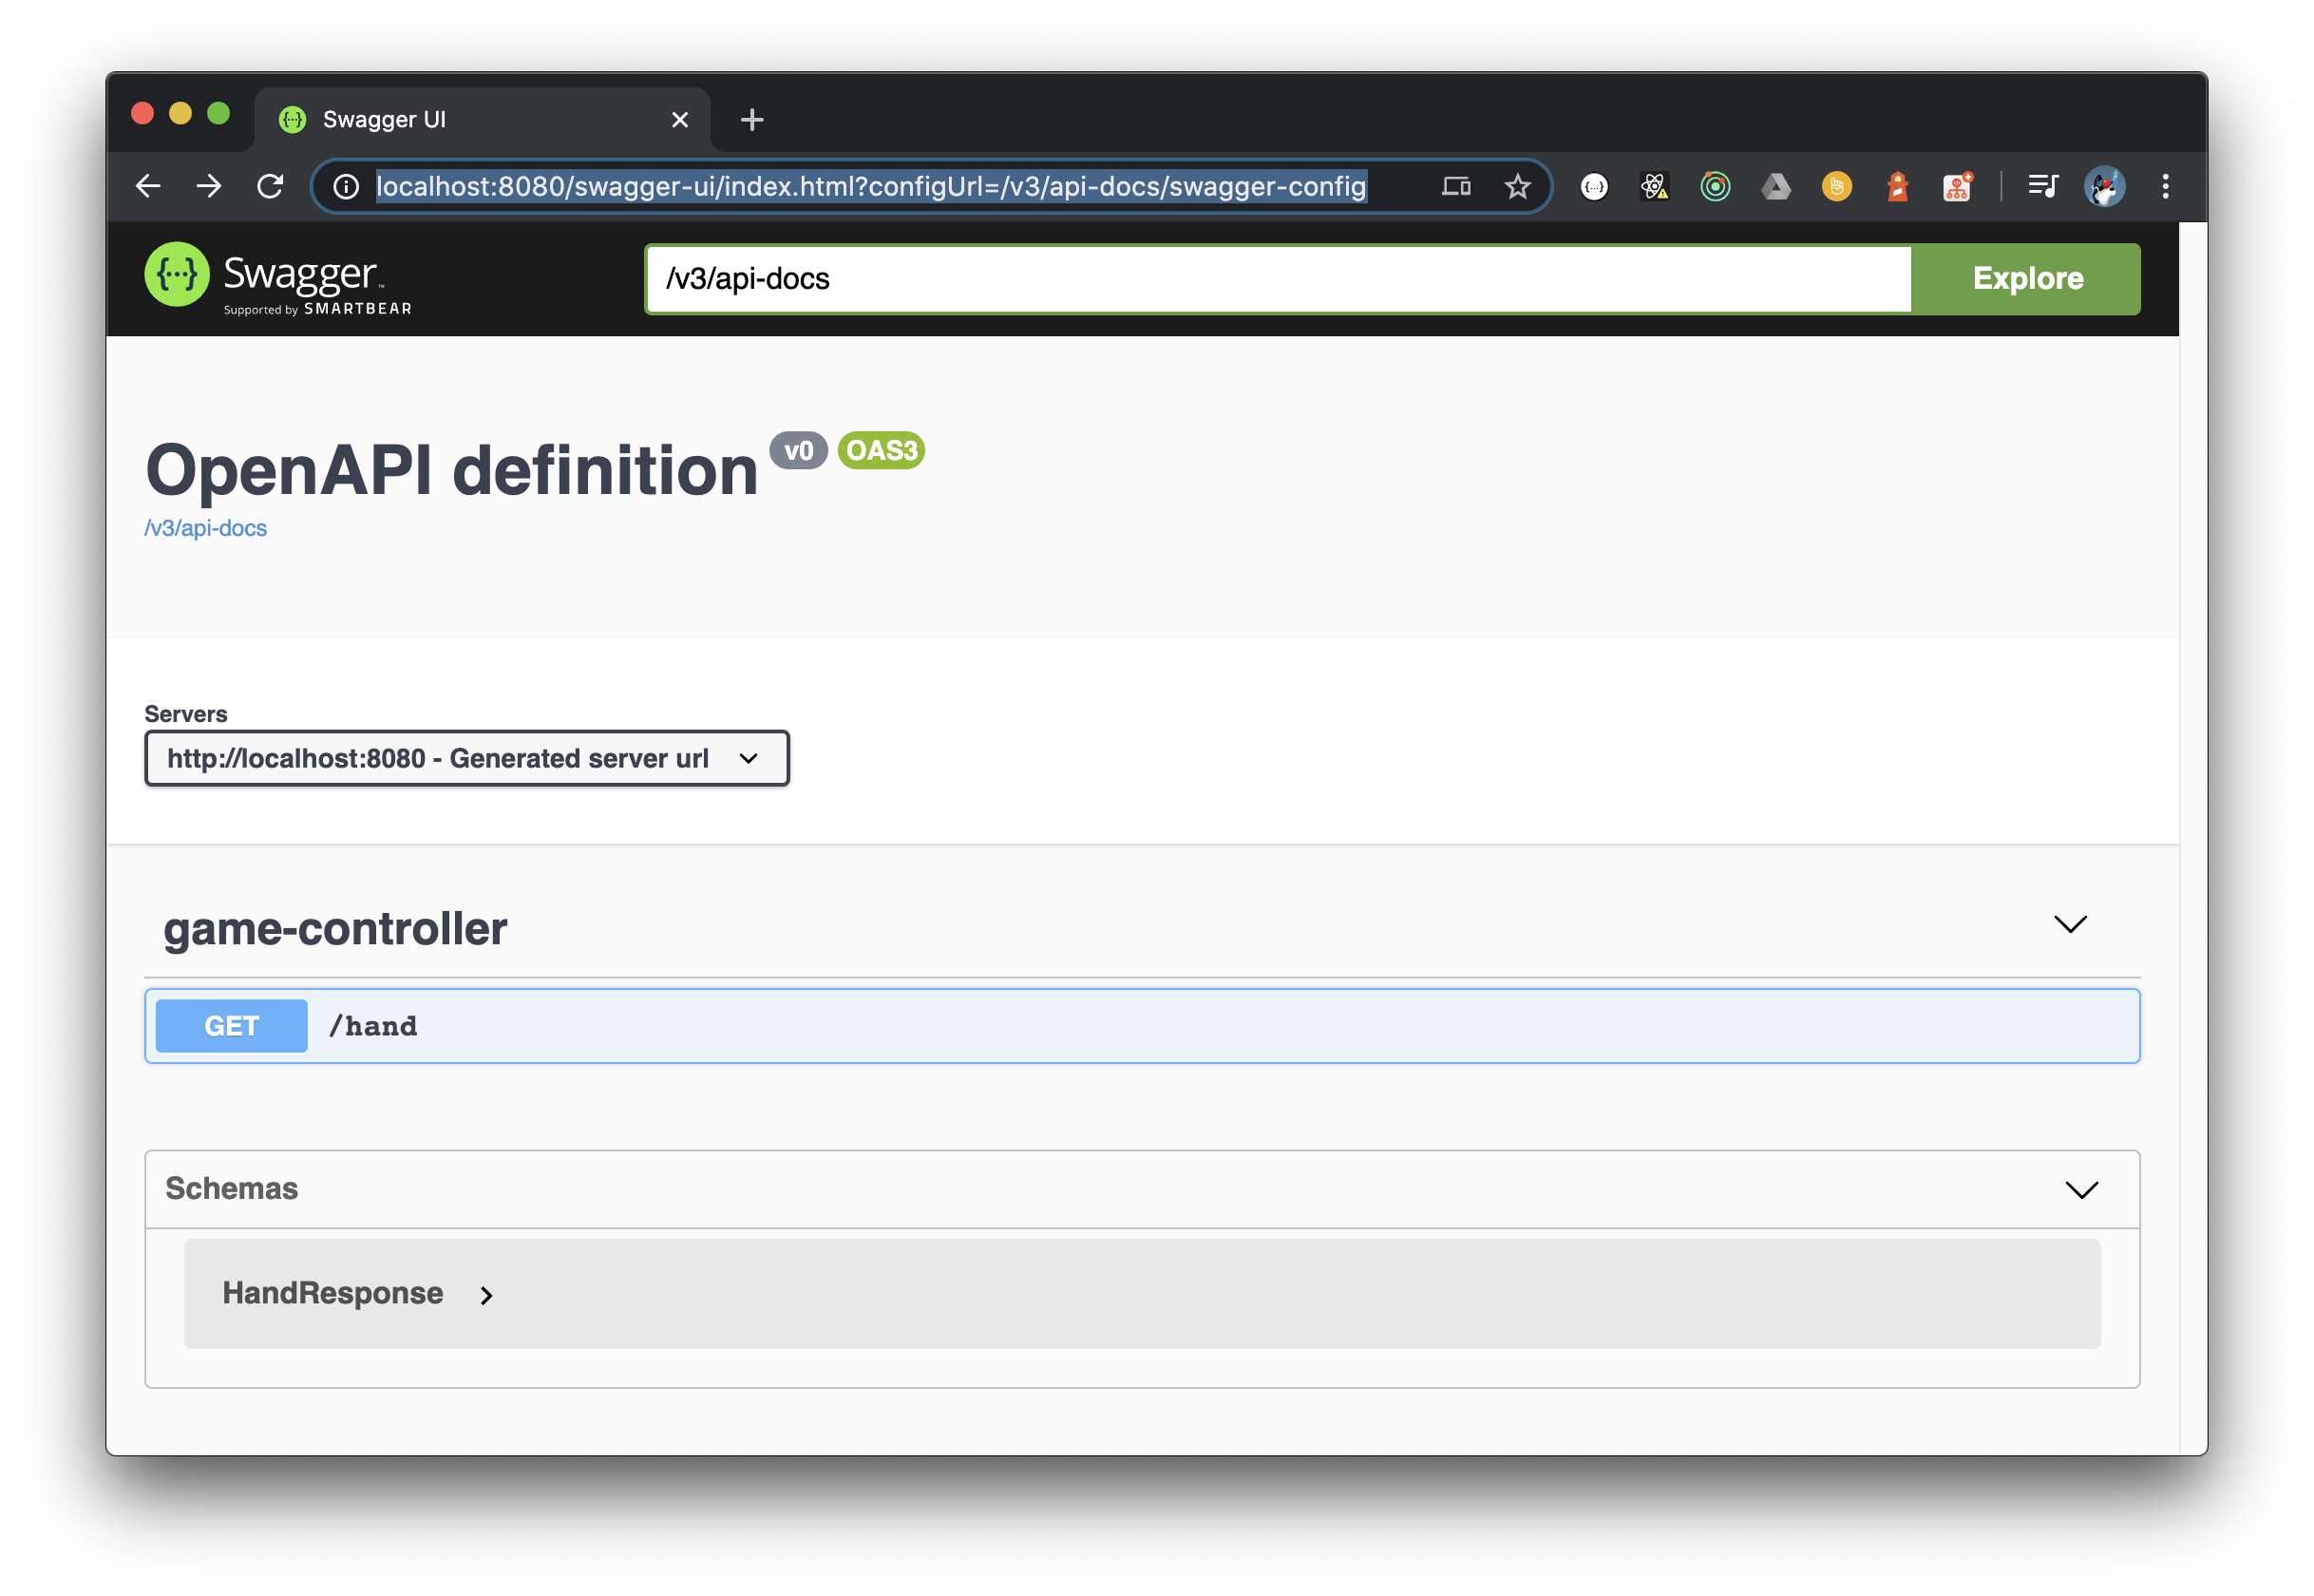 Swagger UI
localhost:8080/swagger-ui/index.html?configUrl=/v3/api-docs/swagger-config
Swagger™
Supported by SMARTBEAR
/v3/api-docs
Explore
OpenAPI definition v0 OAS3
/v3/api-docs
Servers
http://localhost:8080 - Generated server url
game-controller
GET /hand
Schemas
HandResponse